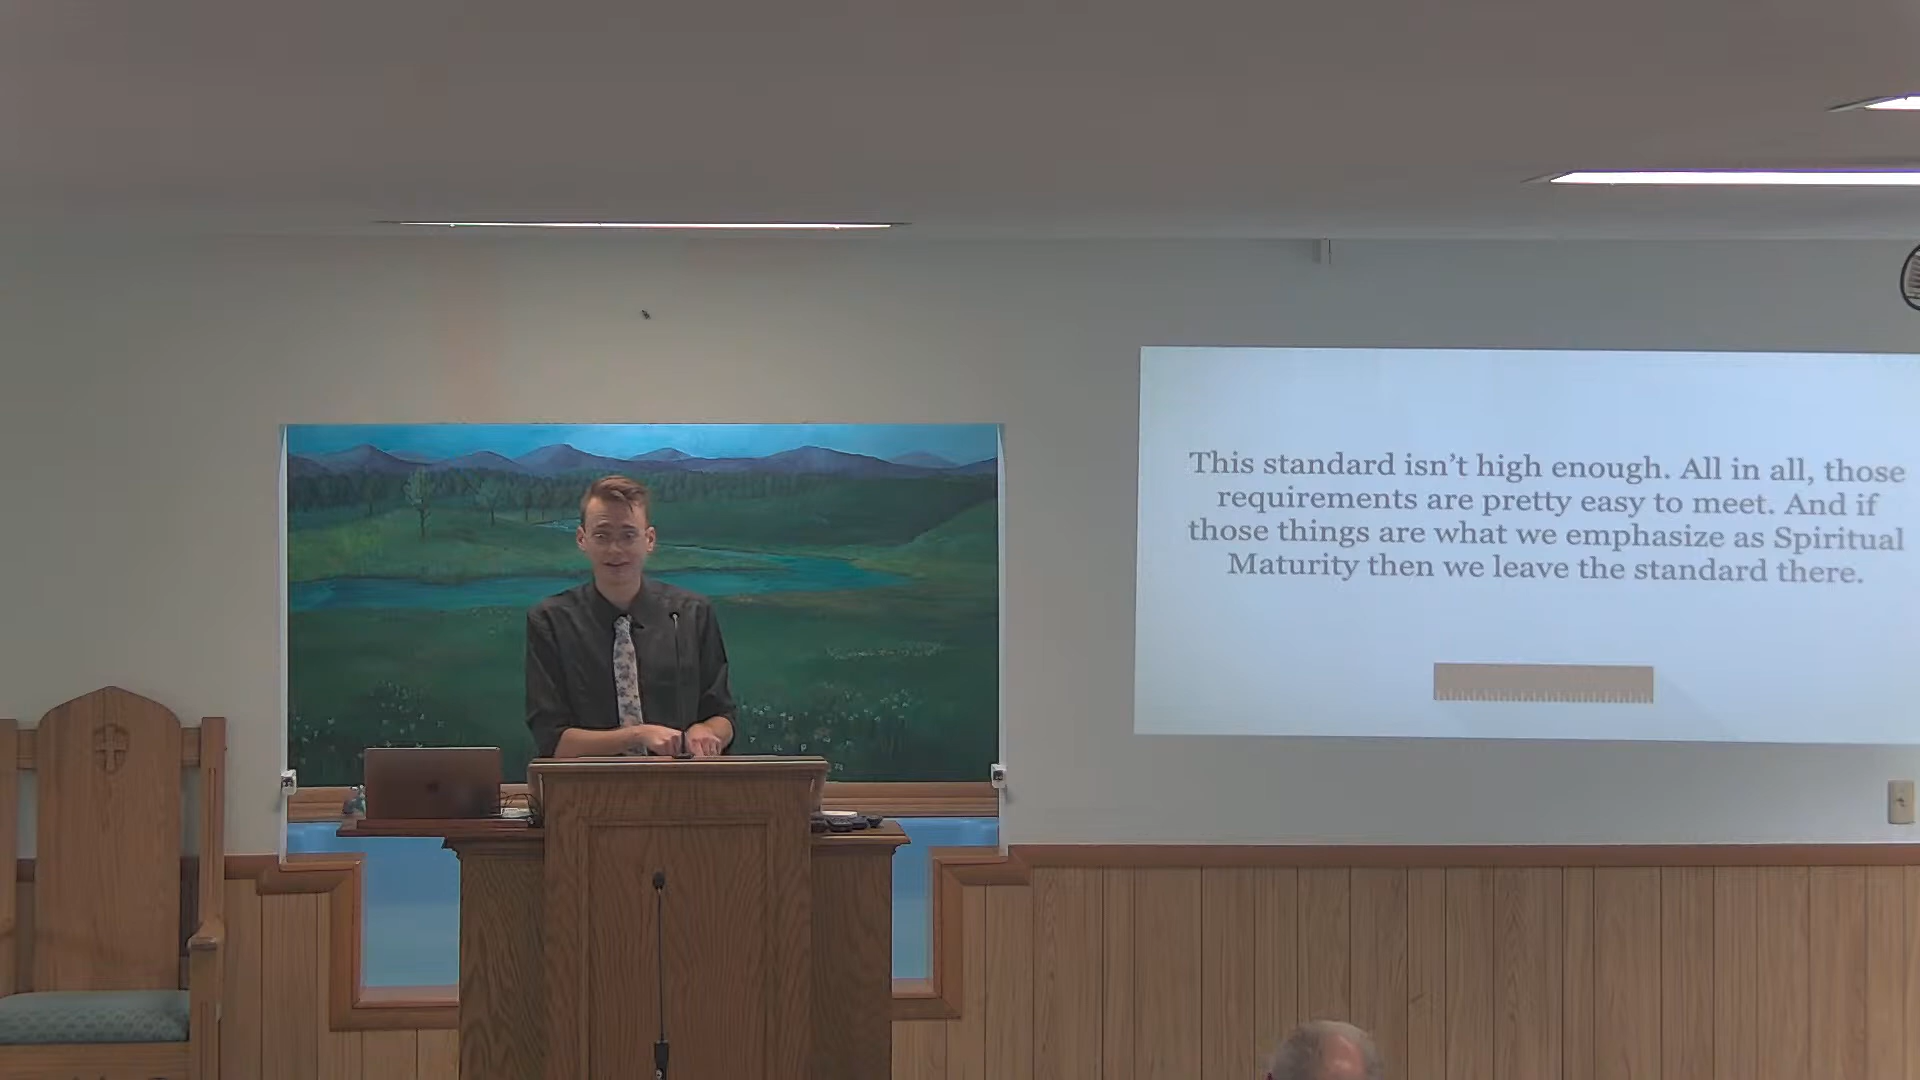 This standard isn’t high enough. All in all, those
requirements are pretty easy to meet. And if
those things are what we emphasize as Spiritual
Maturity then we leave the standard there.